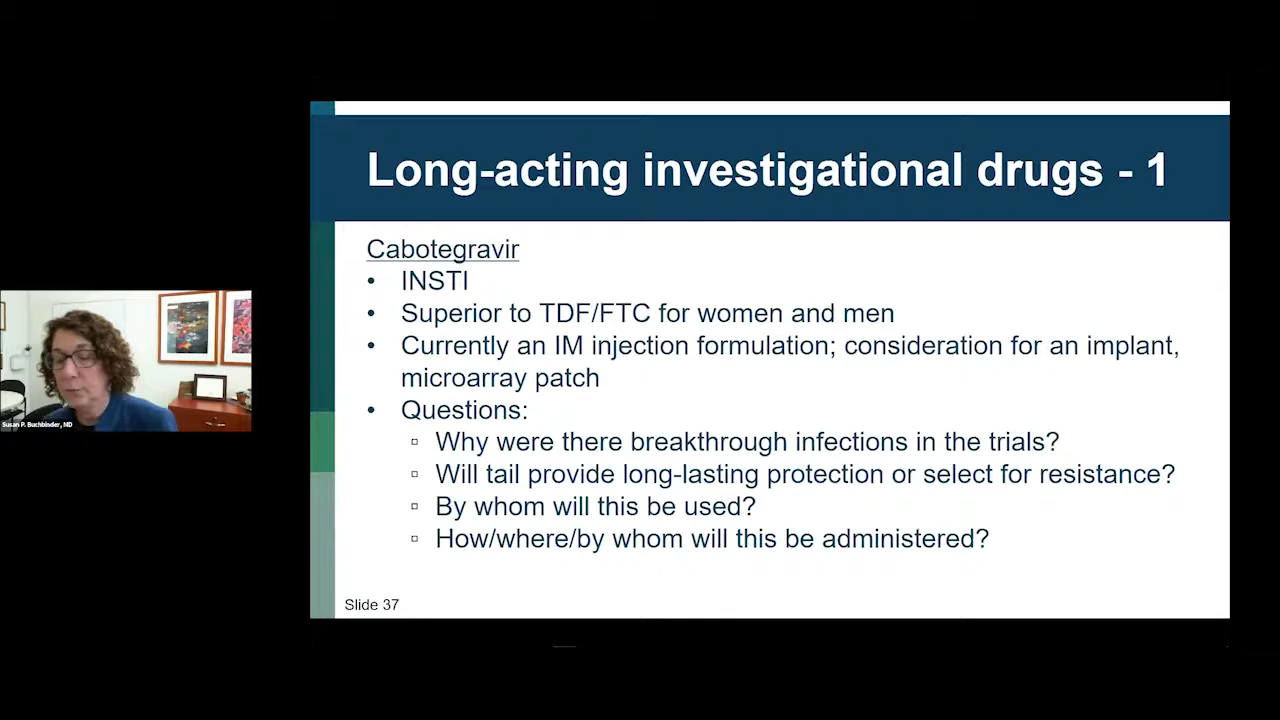 Long-acting investigational drugs - 1
Cabotegravir
• INSTI
• Superior to TDF/FTC for women and men
• Currently an IM injection formulation; consideration for an implant,
microarray patch
• Questions:
▫ Why were there breakthrough infections in the trials?
▫ Will tail provide long-lasting protection or select for resistance?
▫ By whom will this be used?
▫ How/where/by whom will this be administered?
Susan P. Buchbinder, MD
Slide 37